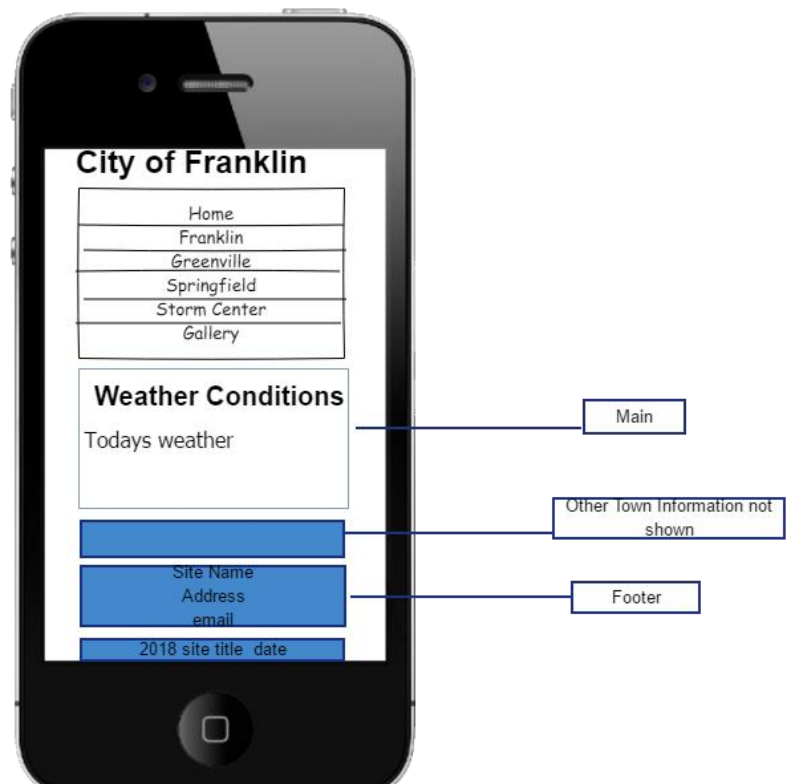 City of Franklin
Home
Franklin
Greenville
Springfield
Storm Center
Gallery
Weather Conditions
Todays weather
Main
Other Town Information not
shown
Site Name
Address
email
Footer
2018 site title date